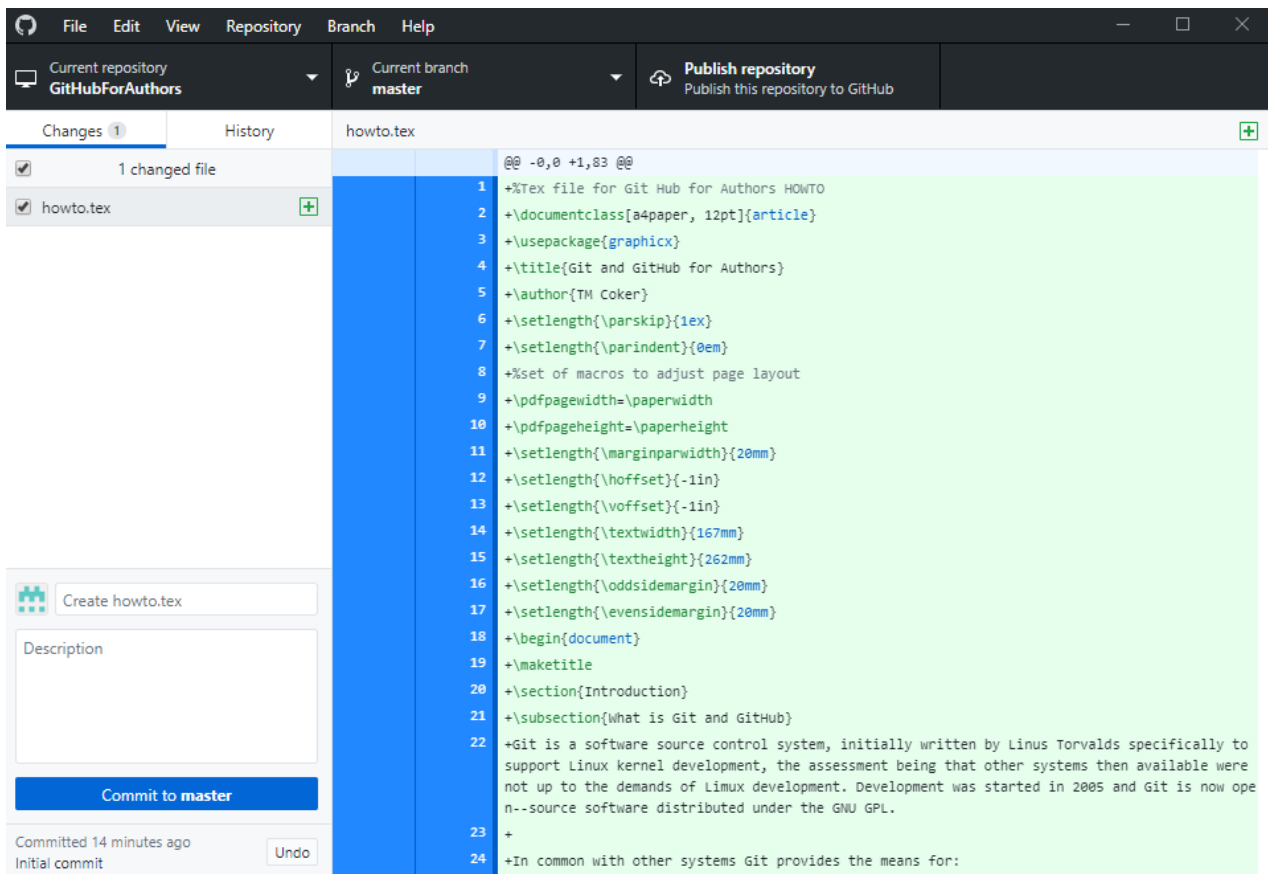 File Edit View Repository Branch Help
Current repository
GitHubForAuthors
Current branch
master
Publish repository
Publish this repository to GitHub
Changes 1 History
howto.tex
1 changed file
howto.tex
@@ -0,0 +1,83 @@
1 +%Tex file for Git Hub for Authors HOWTO
2 +\documentclass[a4paper, 12pt]{article}
3 +\usepackage{graphicx}
4 +\title{Git and GitHub for Authors}
5 +\author{TM Coker}
6 +\setlength{\parskip}{1ex}
7 +\setlength{\parindent}{0em}
8 +%set of macros to adjust page layout
9 +\pdfpagewidth=\paperwidth
10 +\pdfpageheight=\paperheight
11 +\setlength{\marginparwidth}{20mm}
12 +\setlength{\hoffset}{-1in}
13 +\setlength{\voffset}{-1in}
14 +\setlength{\textwidth}{167mm}
15 +\setlength{\textheight}{262mm}
16 +\setlength{\oddsidemargin}{20mm}
17 +\setlength{\evensidemargin}{20mm}
18 +\begin{document}
19 +\maketitle
20 +\section{Introduction}
21 +\subsection{What is Git and GitHub}
22 +Git is a software source control system, initially written by Linus Torvalds specifically to
support Linux kernel development, the assessment being that other systems then available were
not up to the demands of Limux development. Development was started in 2005 and Git is now ope
n--source software distributed under the GNU GPL.
23 +
24 +In common with other systems Git provides the means for:
Create howto.tex
Description
Commit to master
Committed 14 minutes ago
Initial commit
Undo